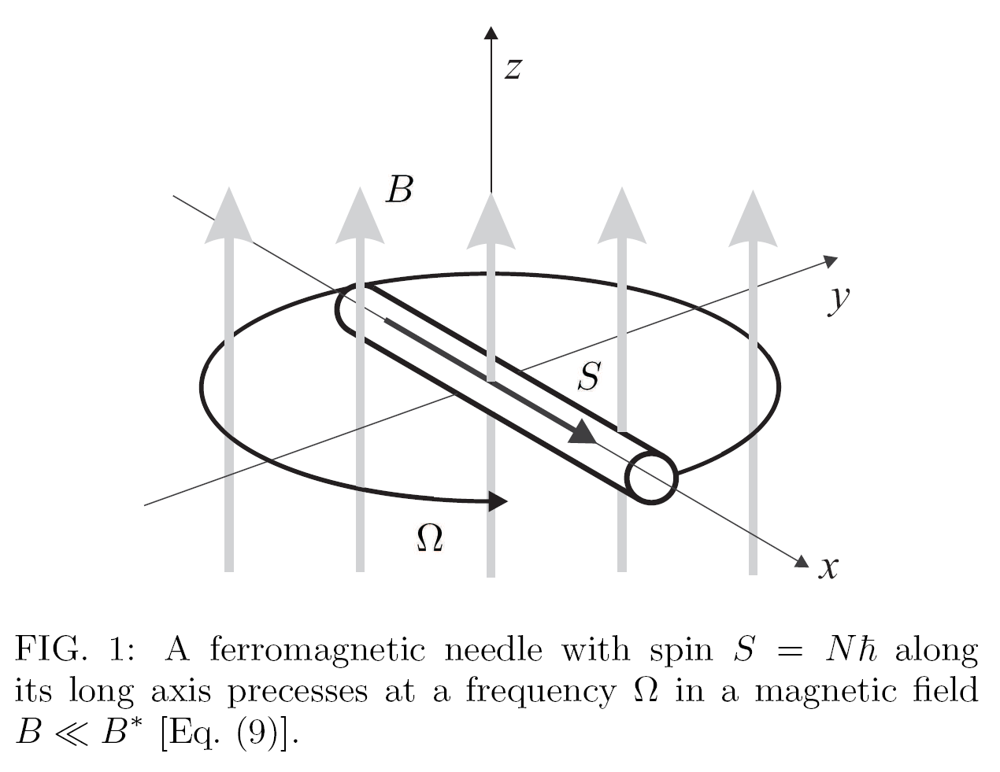 z
B
y
S
Ω
x
FIG. 1: A ferromagnetic needle with spin S = Nℏ along
its long axis precesses at a frequency Ω in a magnetic field
B ≪ B* [Eq. (9)].